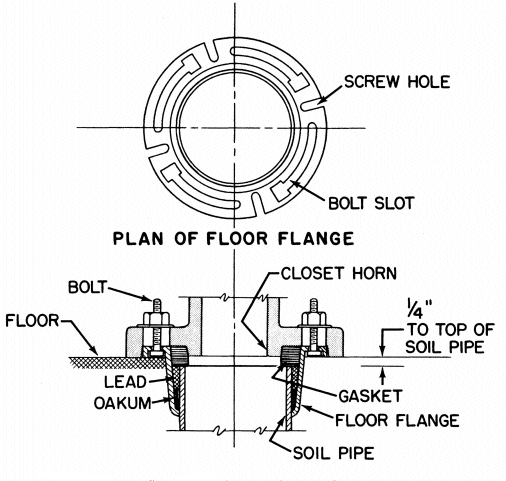 SCREW HOLE
BOLT SLOT
PLAN OF FLOOR FLANGE
BOLT
CLOSET HORN
FLOOR
1/4"
TO TOP OF
SOIL PIPE
LEAD
OAKUM
GASKET
FLOOR FLANGE
SOIL PIPE